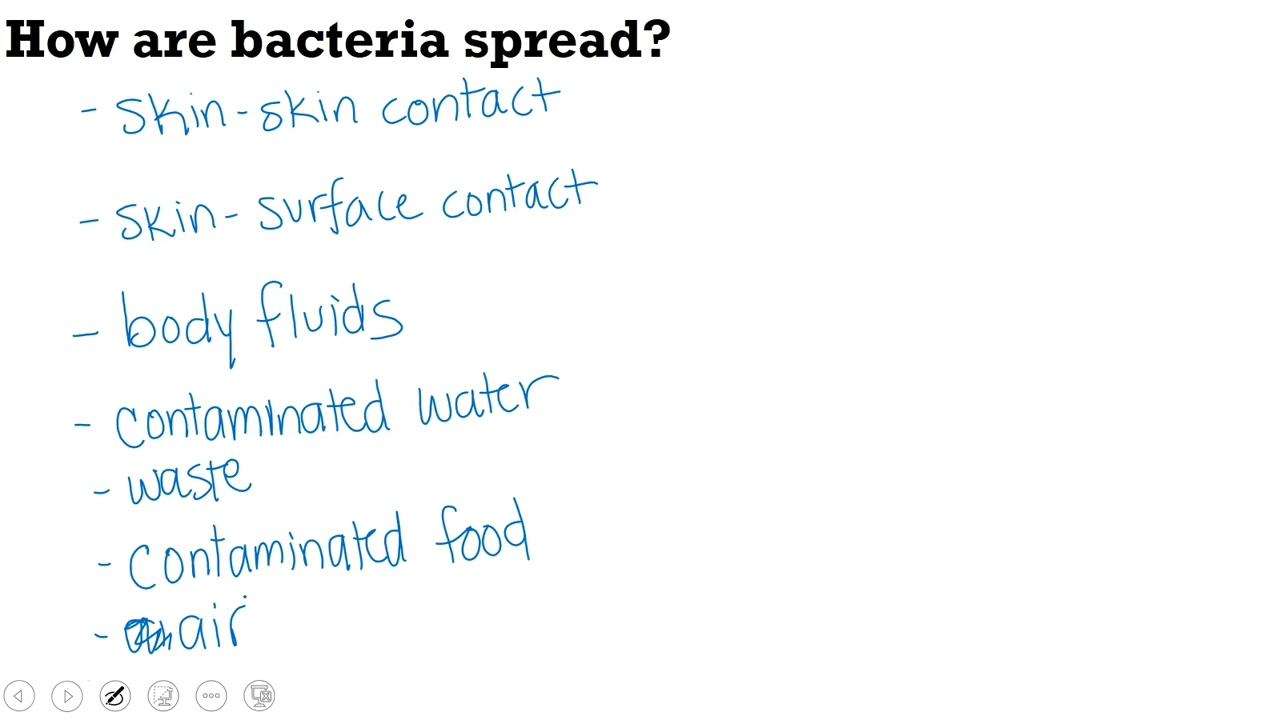 How are bacteria spread?
- skin-skin contact
- skin-surface contact
- body fluids
- contaminated water
- waste
- contaminated food
- air